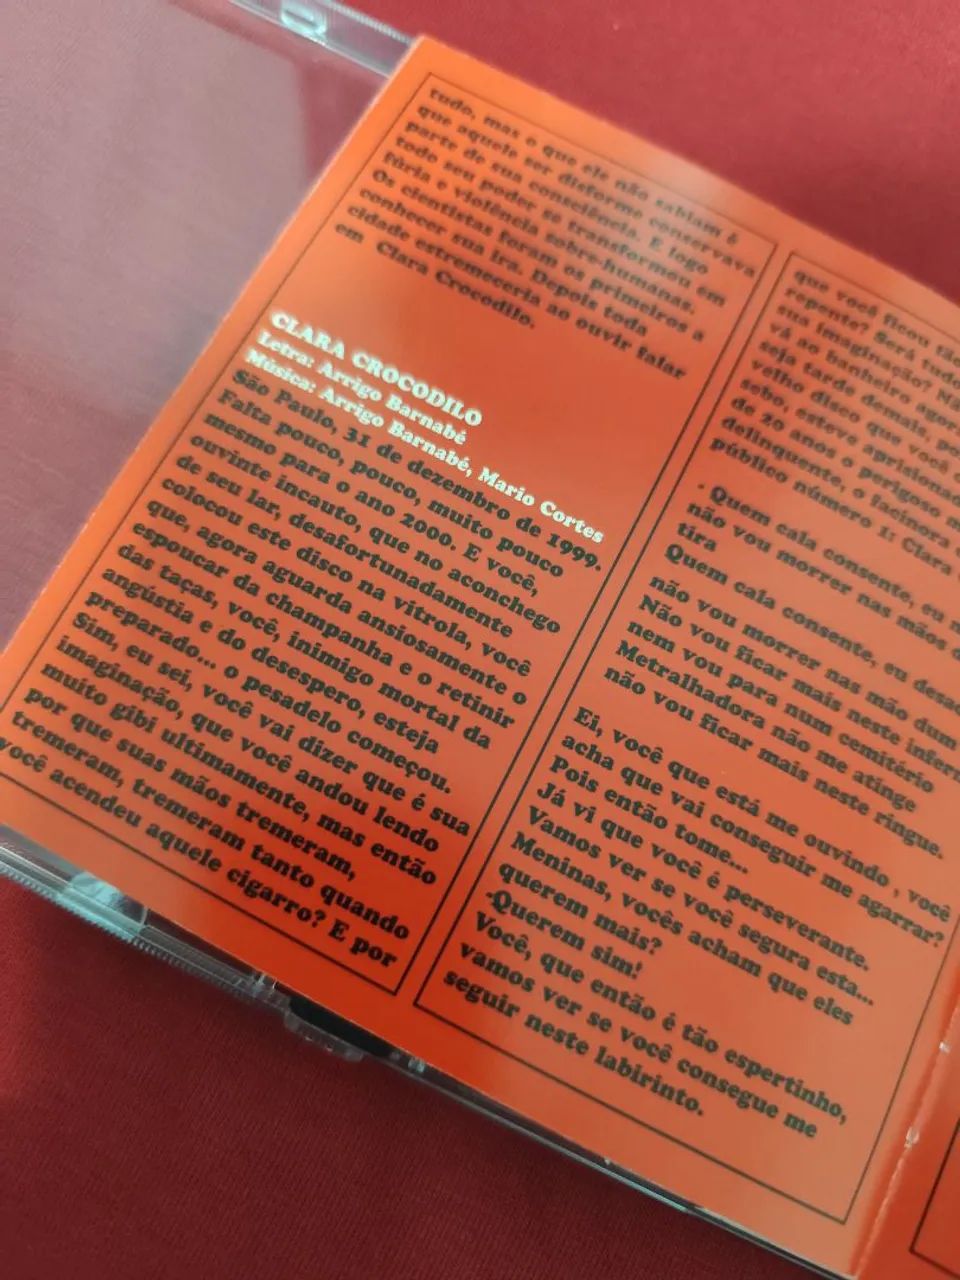 tudo, mas o que ele não sabiam é
que aquele ser disforme conservava
parte de sua consciência. E logo
todo seu poder se transformou em
fúria e violência sobre-humanas.
Os cientistas foram os primeiros a
conhecer sua ira. Depois toda
cidade estremeceria ao ouvir falar
em Clara Crocodilo.
CLARA CROCODILO
Letra: Arrigo Barnabé
Música: Arrigo Barnabé, Mario Cortes
São Paulo, 31 de dezembro de 1999.
Falta pouco, pouco, muito pouco
mesmo para o ano 2000. E você,
ouvinte incauto, que no aconchego
de seu lar, desafortunadamente
colocou este disco na vitrola, você
que, agora aguarda ansiosamente o
espoucar da champanha e o retinir
das taças, você, inimigo mortal da
angústia e do desespero, esteja
preparado... o pesadelo começou.
Sim, eu sei, você vai dizer que é sua
imaginação, que você andou lendo
muito gibi ultimamente, mas então
por que suas mãos tremeram,
tremeram, tremeram tanto quando
você acendeu aquele cigarro? E por
que você ficou tão
repente? Será tud
sua imaginação? N
vá ao banheiro agor
seja tarde demais, po
velho disco que você
sobo, esteve aprisiona
de 20 anos o perigoso m
delinquente, o facínora
público número 1: Clara
. Quem cala consente, eu n
não vou morrer nas mãos d
tira
Quem cala consente, eu desa
não vou morrer nas mão dum
Não vou ficar mais neste infern
nem vou para num cemitério
Metralhadora não me atinge
não vou ficar mais neste ringue.
Ei, você que está me ouvindo , você
acha que vai conseguir me agarrar?
Pois então tome...
Já vi que você é perseverante.
Vamos ver se você segura esta...
Meninas, vocês acham que eles
querem mais?
-Querem sim!
Você, que então é tão espertinho,
vamos ver se você consegue me
seguir neste labirinto.